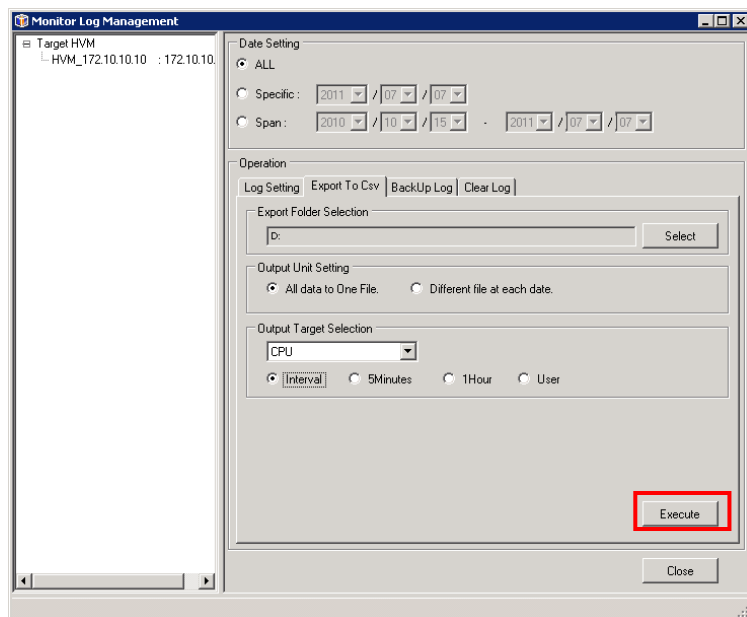 Monitor Log Management
Target HVM
HVM_172.10.10.10 : 172.10.10.
Date Setting
ALL
Specific : 2011 / 07 / 07
Span : 2010 / 10 / 15 - 2011 / 07 / 07
Operation
Log Setting Export To Csv BackUp Log Clear Log
Export Folder Selection
D: Select
Output Unit Setting
All data to One File. Different file at each date.
Output Target Selection
CPU
Interval 5Minutes 1Hour User
Execute
Close